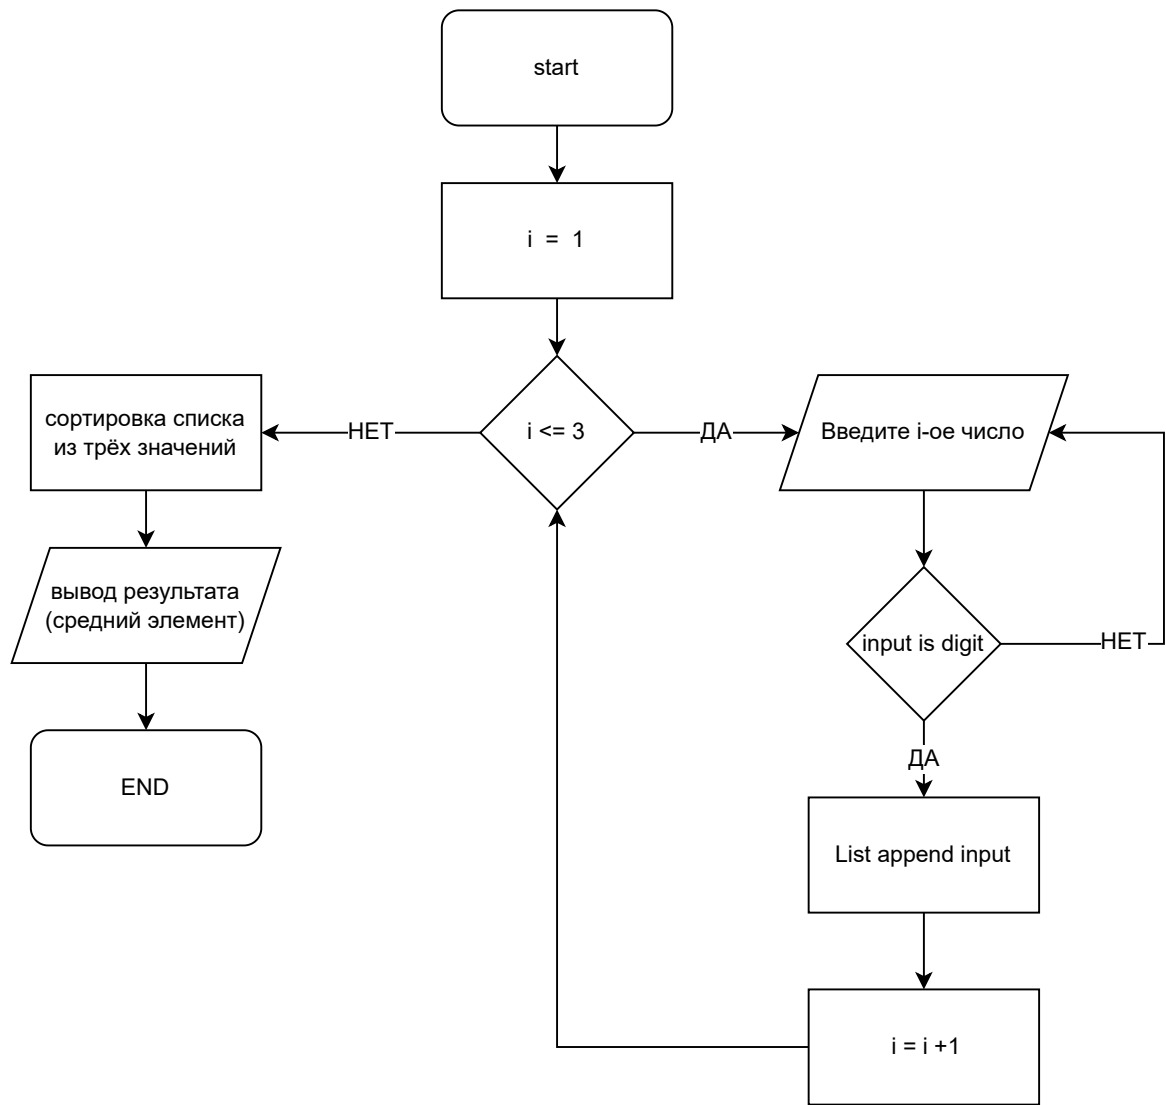 start
i = 1
i <= 3
НЕТ
ДА
сортировка списка
из трёх значений
Введите i-ое число
вывод результата
(средний элемент)
input is digit
НЕТ
ДА
END
List append input
i = i +1